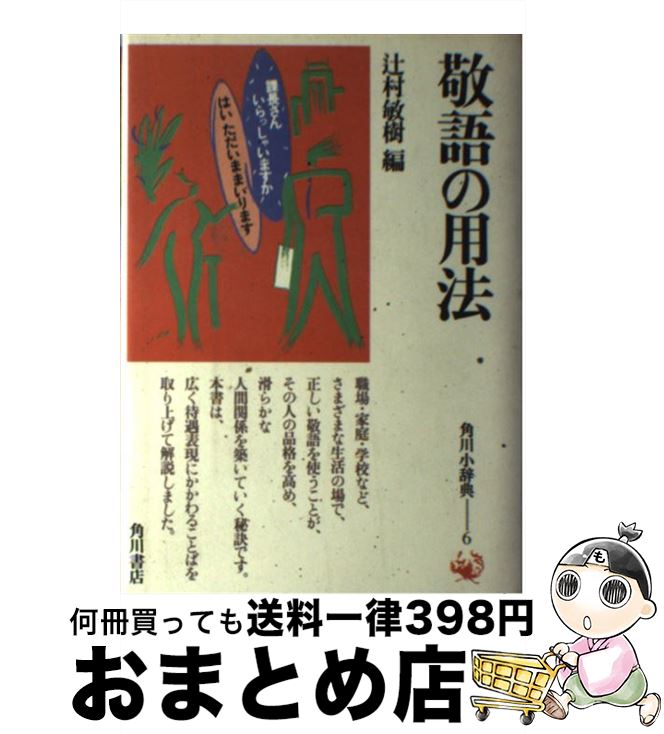 敬語の用法
辻村敏樹 編
課長さん
いらっしゃいますか
はい ただいままいります
職場・家庭・学校など、
さまざまな生活の場で、
正しい敬語を使うことが、
その人の品格を高め、
滑らかな
人間関係を築いていく秘訣です。
本書は、
広く待遇表現にかかわることばを
取り上げて解説しました。
角川小辞典——6
角川書店
も
何冊買っても送料一律398円
おまとめ店